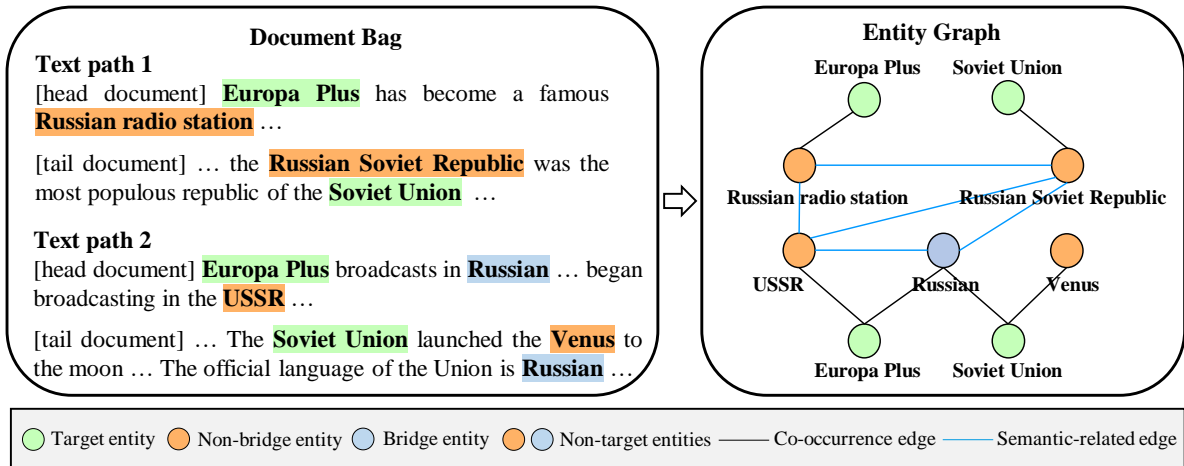 Document Bag
Text path 1
[head document] Europa Plus has become a famous
Russian radio station …
[tail document] … the Russian Soviet Republic was the
most populous republic of the Soviet Union …
Text path 2
[head document] Europa Plus broadcasts in Russian … began
broadcasting in the USSR …
[tail document] … The Soviet Union launched the Venus to
the moon … The official language of the Union is Russian …
Entity Graph
Europa Plus
Soviet Union
Russian radio station
Russian Soviet Republic
USSR
Russian
Venus
Europa Plus
Soviet Union
Target entity
Non-bridge entity
Bridge entity
Non-target entities
Co-occurrence edge
Semantic-related edge